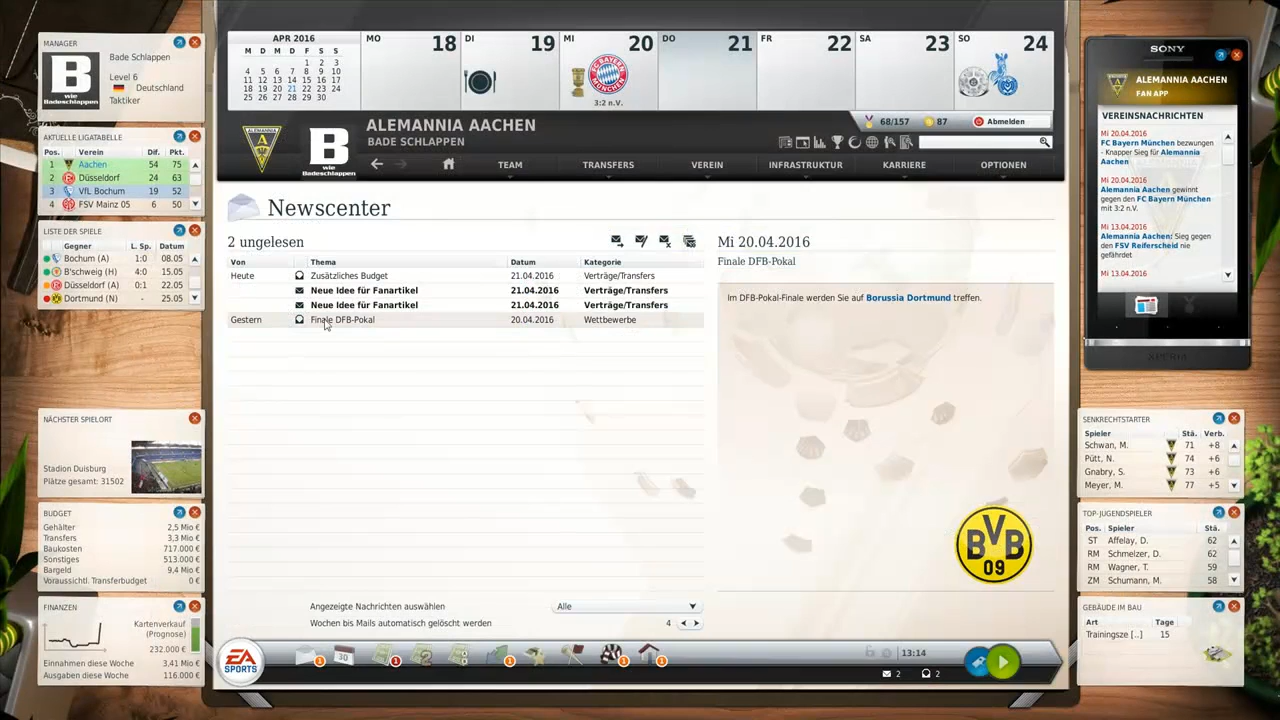 MANAGER
Bade Schlappen
Level 6
Deutschland
Taktiker
B
wie Badeschlappen
AKTUELLE LIGATABELLE
Pos. Verein Dif. Pkt.
1 Aachen 54 75
2 Düsseldorf 24 63
3 VfL Bochum 19 52
4 FSV Mainz 05 6 50
LISTE DER SPIELE
Gegner L. Sp. Datum
Bochum (A) 1:0 08.05
B'schweig (H) 4:0 15.05
Düsseldorf (A) 0:1 22.05
Dortmund (N) - 25.05
NÄCHSTER SPIELORT
Stadion Duisburg
Plätze gesamt: 31502
BUDGET
Gehälter 2,5 Mio €
Transfers 3,3 Mio €
Baukosten 717.000 €
Sonstiges 513.000 €
Bargeld 9,4 Mio €
Voraussichtl. Transferbudget 0 €
FINANZEN
Kartenverkauf
(Prognose)
232.000 €
Einnahmen diese Woche 3,41 Mio €
Ausgaben diese Woche 116.000 €
APR 2016
M D M D F S S
1 2 3
4 5 6 7 8 9 10
11 12 13 14 15 16 17
18 19 20 21 22 23 24
25 26 27 28 29 30
MO 18
DI 19
MI 20
3:2 n.V.
DO 21
FR 22
SA 23
SO 24
ALEMANNIA AACHEN
BADE SCHLAPPEN
B
wie
Badeschlappen
68/157
87
Abmelden
TEAM
TRANSFERS
VEREIN
INFRASTRUKTUR
KARRIERE
OPTIONEN
Newscenter
2 ungelesen
Von Thema Datum Kategorie
Heute Zusätzliches Budget 21.04.2016 Verträge/Transfers
Neue Idee für Fanartikel 21.04.2016 Verträge/Transfers
Neue Idee für Fanartikel 21.04.2016 Verträge/Transfers
Gestern Finale DFB-Pokal 20.04.2016 Wettbewerbe
Angezeigte Nachrichten auswählen Alle
Wochen bis Mails automatisch gelöscht werden 4
Mi 20.04.2016
Finale DFB-Pokal
Im DFB-Pokal-Finale werden Sie auf Borussia Dortmund treffen.
BVB
09
EA
SPORTS
1
30
1
2
1
1
1
13:14
2
2
SONY
ALEMANNIA AACHEN
FAN APP
VEREINSNACHRICHTEN
Mi 20.04.2016
FC Bayern München bezwungen
- Knapper Sieg für Alemannia
Aachen
Mi 20.04.2016
Alemannia Aachen gewinnt
gegen den FC Bayern München
mit 3:2 n.V.
Mi 13.04.2016
Alemannia Aachen: Sieg gegen
den FSV Reiferscheid nie
gefährdet
Mi 13.04.2016
XPERIA
SENKRECHTSTARTER
Spieler Stä. Verb.
Schwan, M. 71 +8
Pütt, N. 74 +6
Gnabry, S. 73 +6
Meyer, M. 77 +5
TOP-JUGENDSPIELER
Pos. Spieler Stä.
ST Affelay, D. 62
RM Schmelzer, D. 62
RM Wagner, T. 59
ZM Schumann, M. 58
GEBÄUDE IM BAU
Art Tage
Trainingsze [..] 15